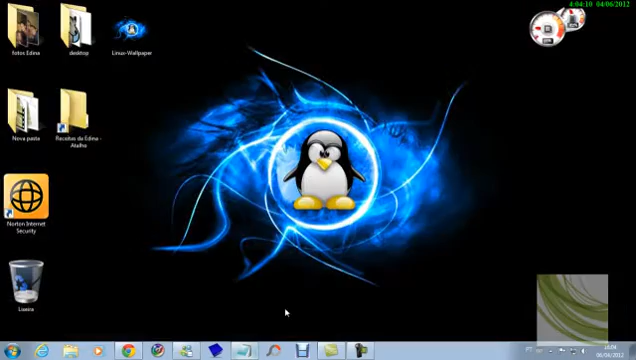 4:04:10 04/06/2012
fotos Edina
desktop
Linux-Wallpaper
Nova pasta
Receitas da Edina -
Atalho
Norton Internet
Security
Lixeira